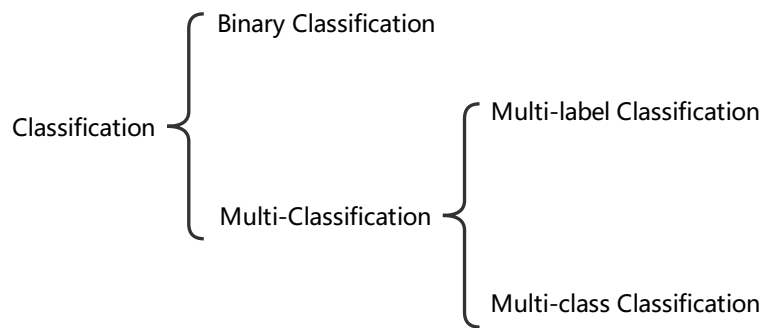 Binary Classification
Classification
Multi-label Classification
Multi-Classification
Multi-class Classification